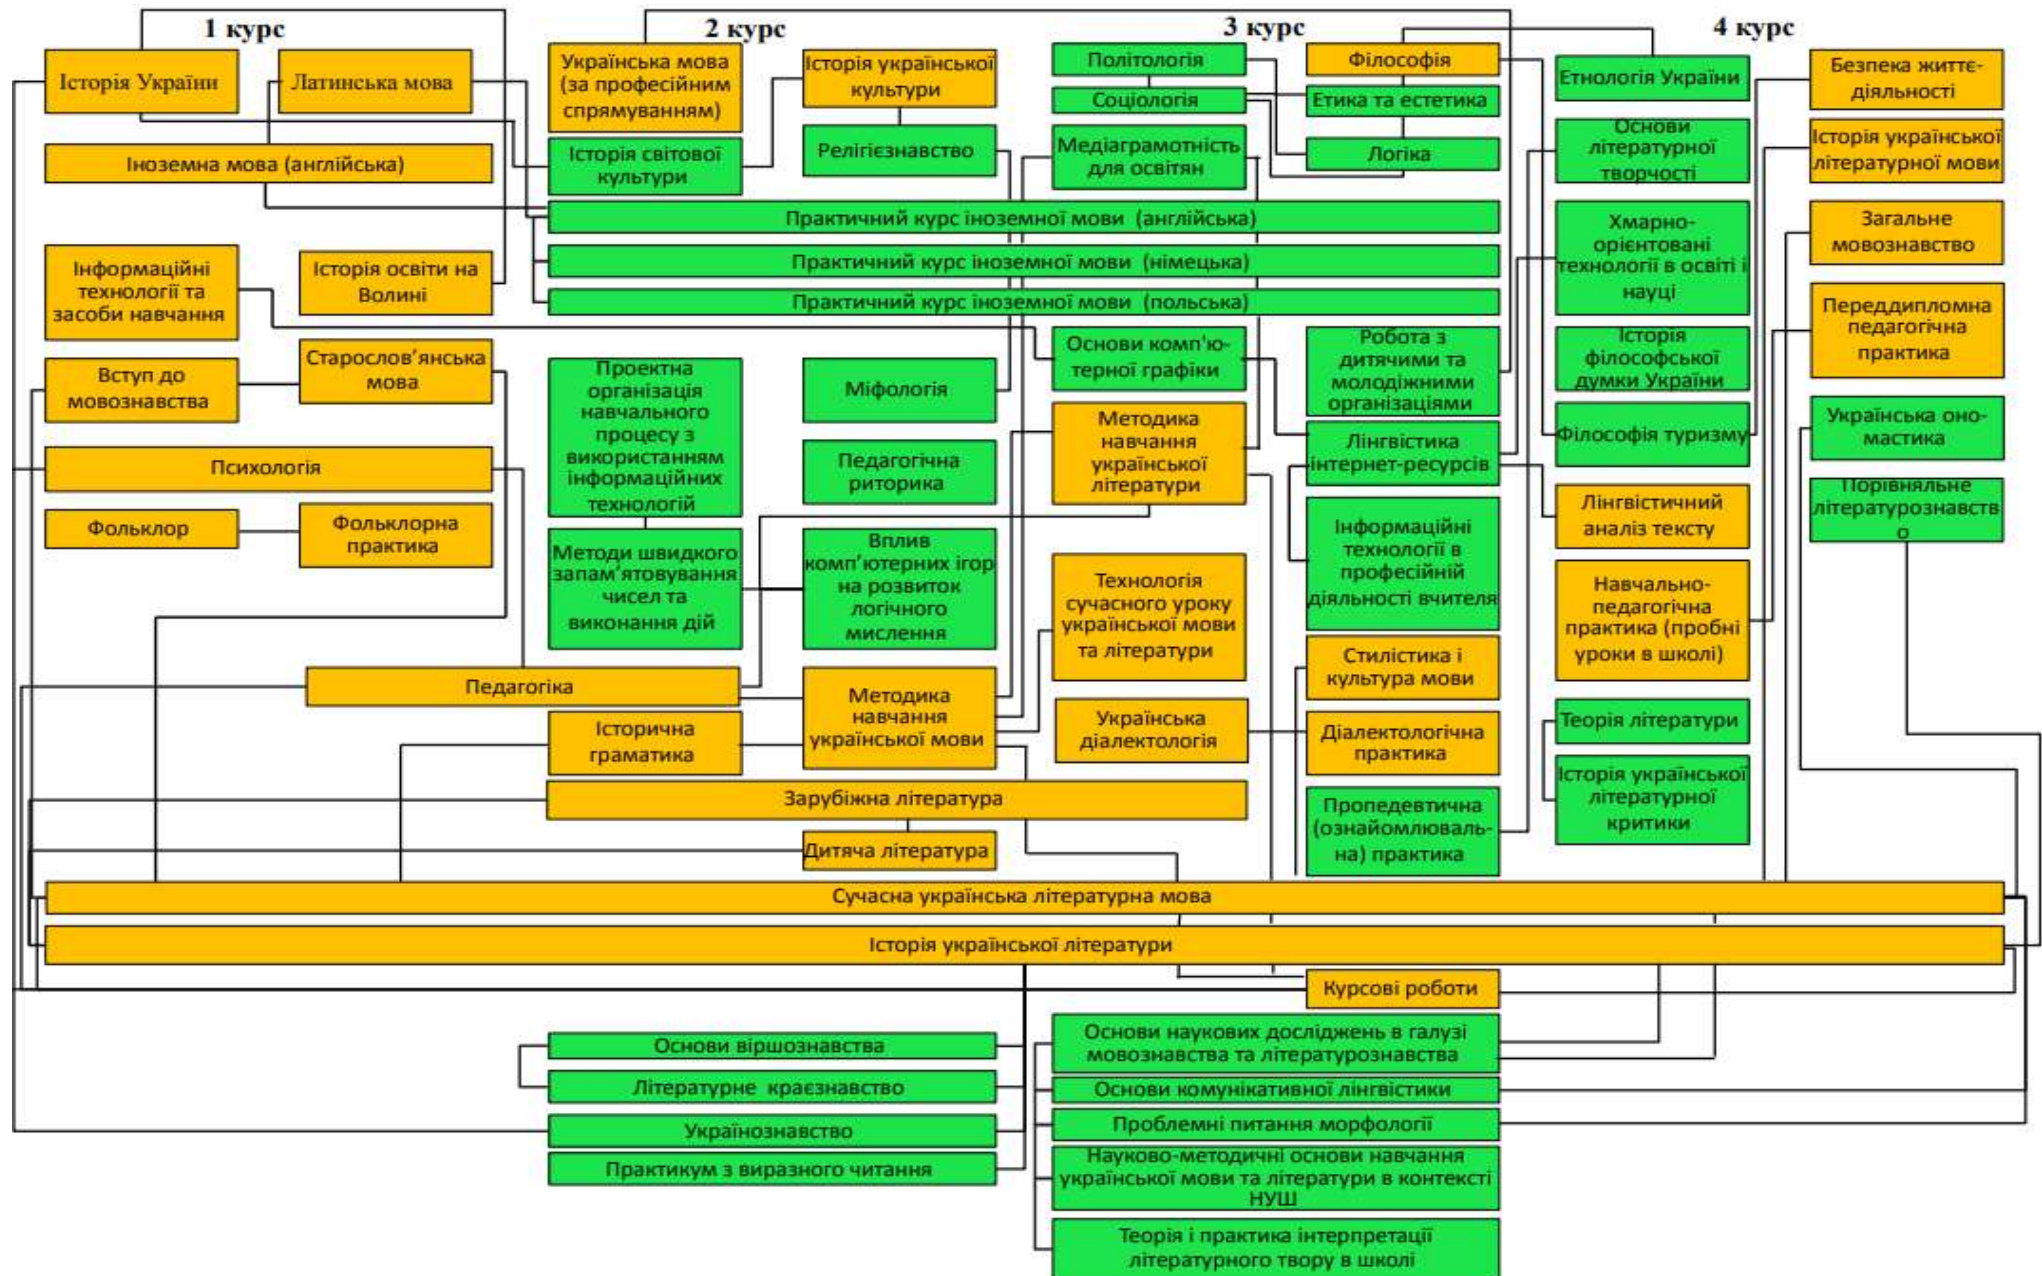 1 курс
2 курс
3 курс
4 курс
Історія України
Латинська мова
Іноземна мова (англійська)
Інформаційні
технології та
засоби навчання
Історія освіти на
Волині
Вступ до
мовознавства
Старослов’янська
мова
Психологія
Фольклор
Фольклорна
практика
Педагогіка
Українська мова
(за професійним
спрямуванням)
Історія української
культури
Історія світової
культури
Релігієзнавство
Практичний курс іноземної мови (англійська)
Практичний курс іноземної мови (німецька)
Практичний курс іноземної мови (польська)
Проектна
організація
навчального
процесу з
використанням
інформаційних
технологій
Міфологія
Педагогічна
риторика
Методи швидкого
запам’ятовування
чисел та
виконання дій
Вплив
комп’ютерних ігор
на розвиток
логічного
мислення
Історична
граматика
Методика
навчання
української мови
Зарубіжна література
Дитяча література
Політологія
Філософія
Соціологія
Етика та естетика
Медіаграмотність
для освітян
Логіка
Основи комп'ю-
терної графіки
Робота з
дитячими та
молодіжними
організаціями
Методика
навчання
української
літератури
Лінгвістика
інтернет-ресурсів
Інформаційні
технології в
професійній
діяльності вчителя
Технологія
сучасного уроку
української мови
та літератури
Стилістика і
культура мови
Українська
діалектологія
Діалектологічна
практика
Пропедевтична
(ознайомлюваль-
на) практика
Етнологія України
Безпека життє-
діяльності
Основи
літературної
творчості
Історія української
літературної мови
Хмарно-
орієнтовані
технології в освіті і
науці
Загальне
мовознавство
Переддипломна
педагогічна
практика
Історія
філософської
думки України
Філософія туризму
Українська оно-
мастика
Порівняльне
літературознавств
о
Лінгвістичний
аналіз тексту
Навчально-
педагогічна
практика (пробні
уроки в школі)
Теорія літератури
Історія української
літературної
критики
Сучасна українська літературна мова
Історія української літератури
Курсові роботи
Основи віршознавства
Літературне краєзнавство
Українознавство
Практикум з виразного читання
Основи наукових досліджень в галузі
мовознавства та літературознавства
Основи комунікативної лінгвістики
Проблемні питання морфології
Науково-методичні основи навчання
української мови та літератури в контексті
НУШ
Теорія і практика інтерпретації
літературного твору в школі